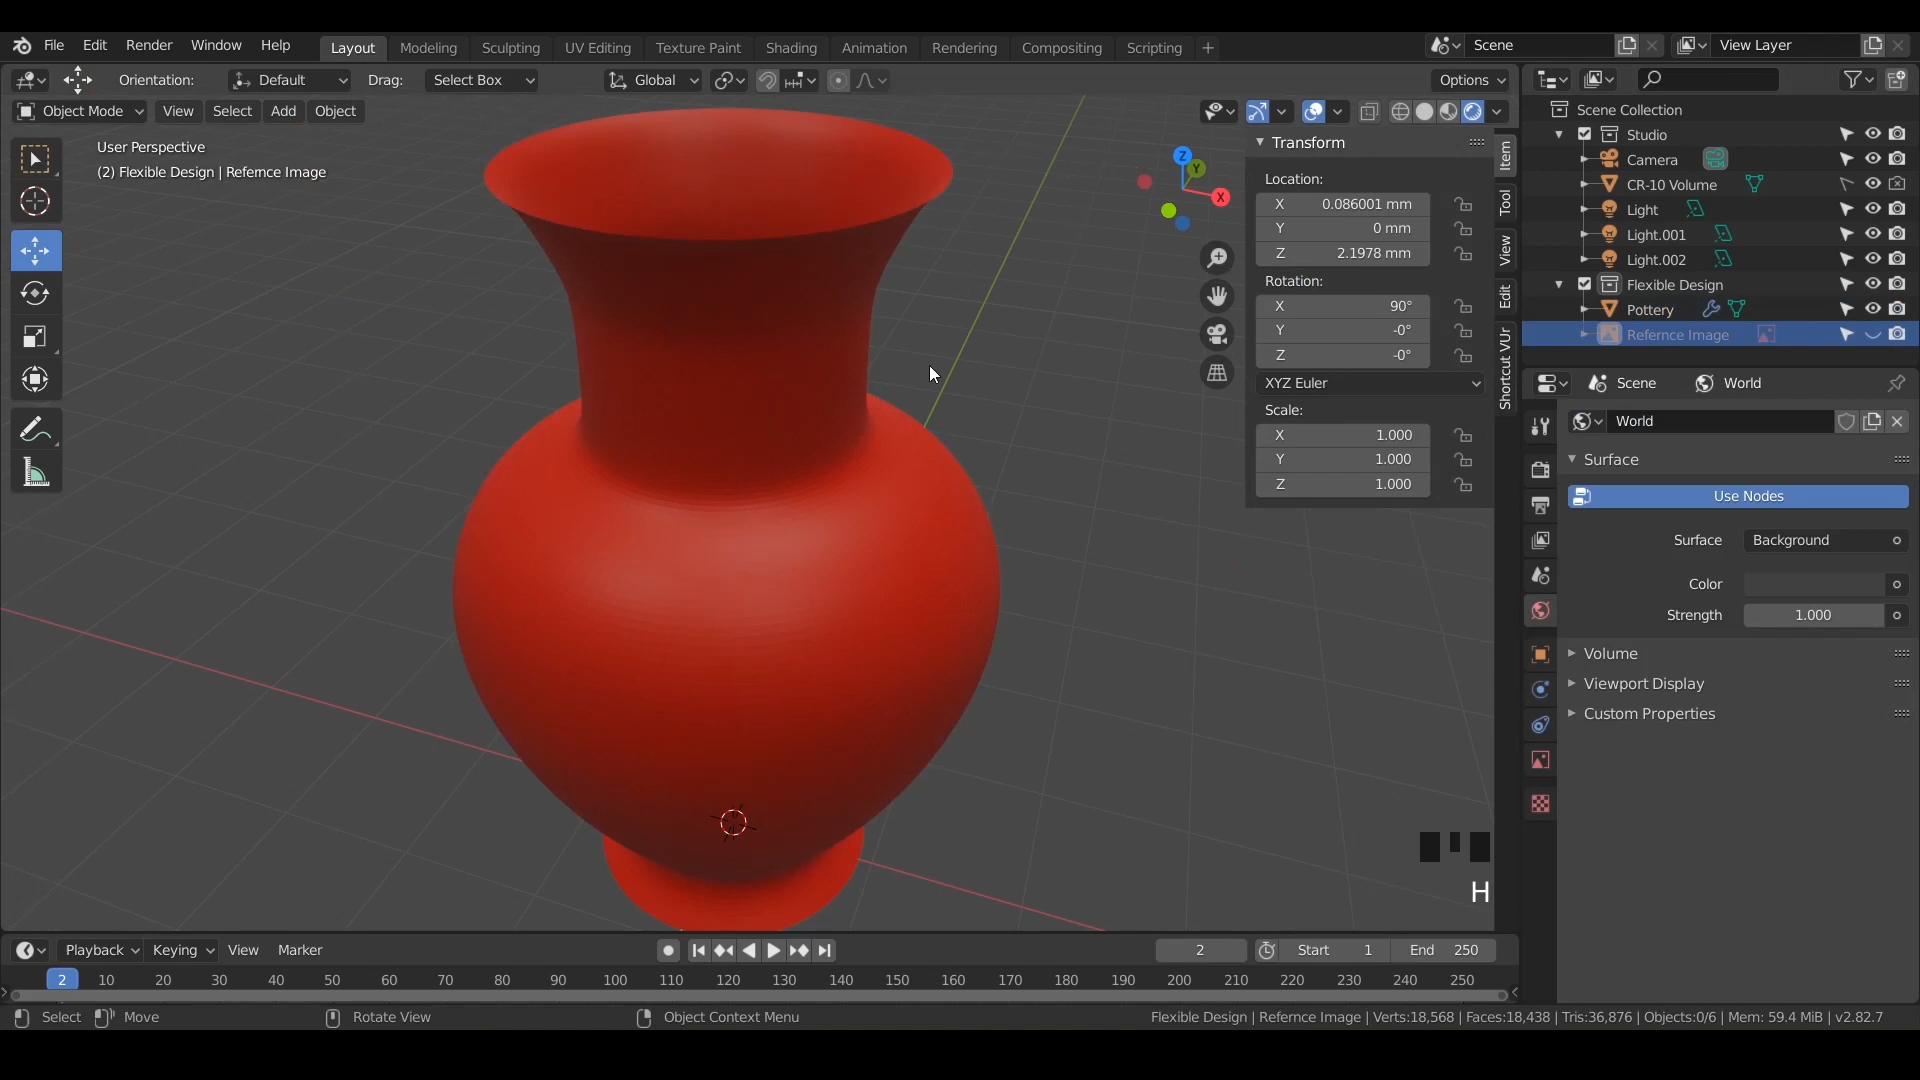 File Edit Render Window Help Layout Modeling Sculpting UV Editing Texture Paint Shading Animation Rendering Compositing Scripting + Scene View Layer
Orientation: Default Drag: Select Box Global Options
Object Mode View Select Add Object
User Perspective
(2) Flexible Design | Refernce Image
Z
Y
X
Transform
Location:
X 0.086001 mm
Y 0 mm
Z 2.1978 mm
Rotation:
X 90°
Y -0°
Z -0°
XYZ Euler
Scale:
X 1.000
Y 1.000
Z 1.000
Item
Tool
View
Edit
Shortcut VUr
Scene Collection
Studio
Camera
CR-10 Volume
Light
Light.001
Light.002
Flexible Design
Pottery
Refernce Image
Scene World
World
Surface
Use Nodes
Surface Background
Color
Strength 1.000
Volume
Viewport Display
Custom Properties
H
Playback Keying View Marker 2 Start 1 End 250
2 10 20 30 40 50 60 70 80 90 100 110 120 130 140 150 160 170 180 190 200 210 220 230 240 250
Select Move Rotate View Object Context Menu Flexible Design | Refernce Image | Verts:18,568 | Faces:18,438 | Tris:36,876 | Objects:0/6 | Mem: 59.4 MiB | v2.82.7